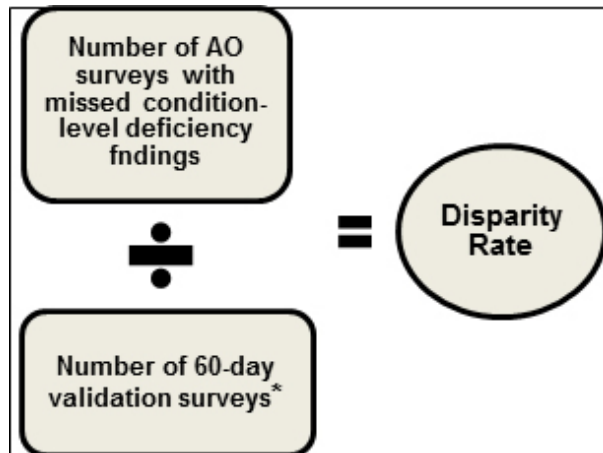 Number of AO
surveys with
missed condition-
level deficiency
fndings
÷
=
Disparity
Rate
Number of 60-day
validation surveys*